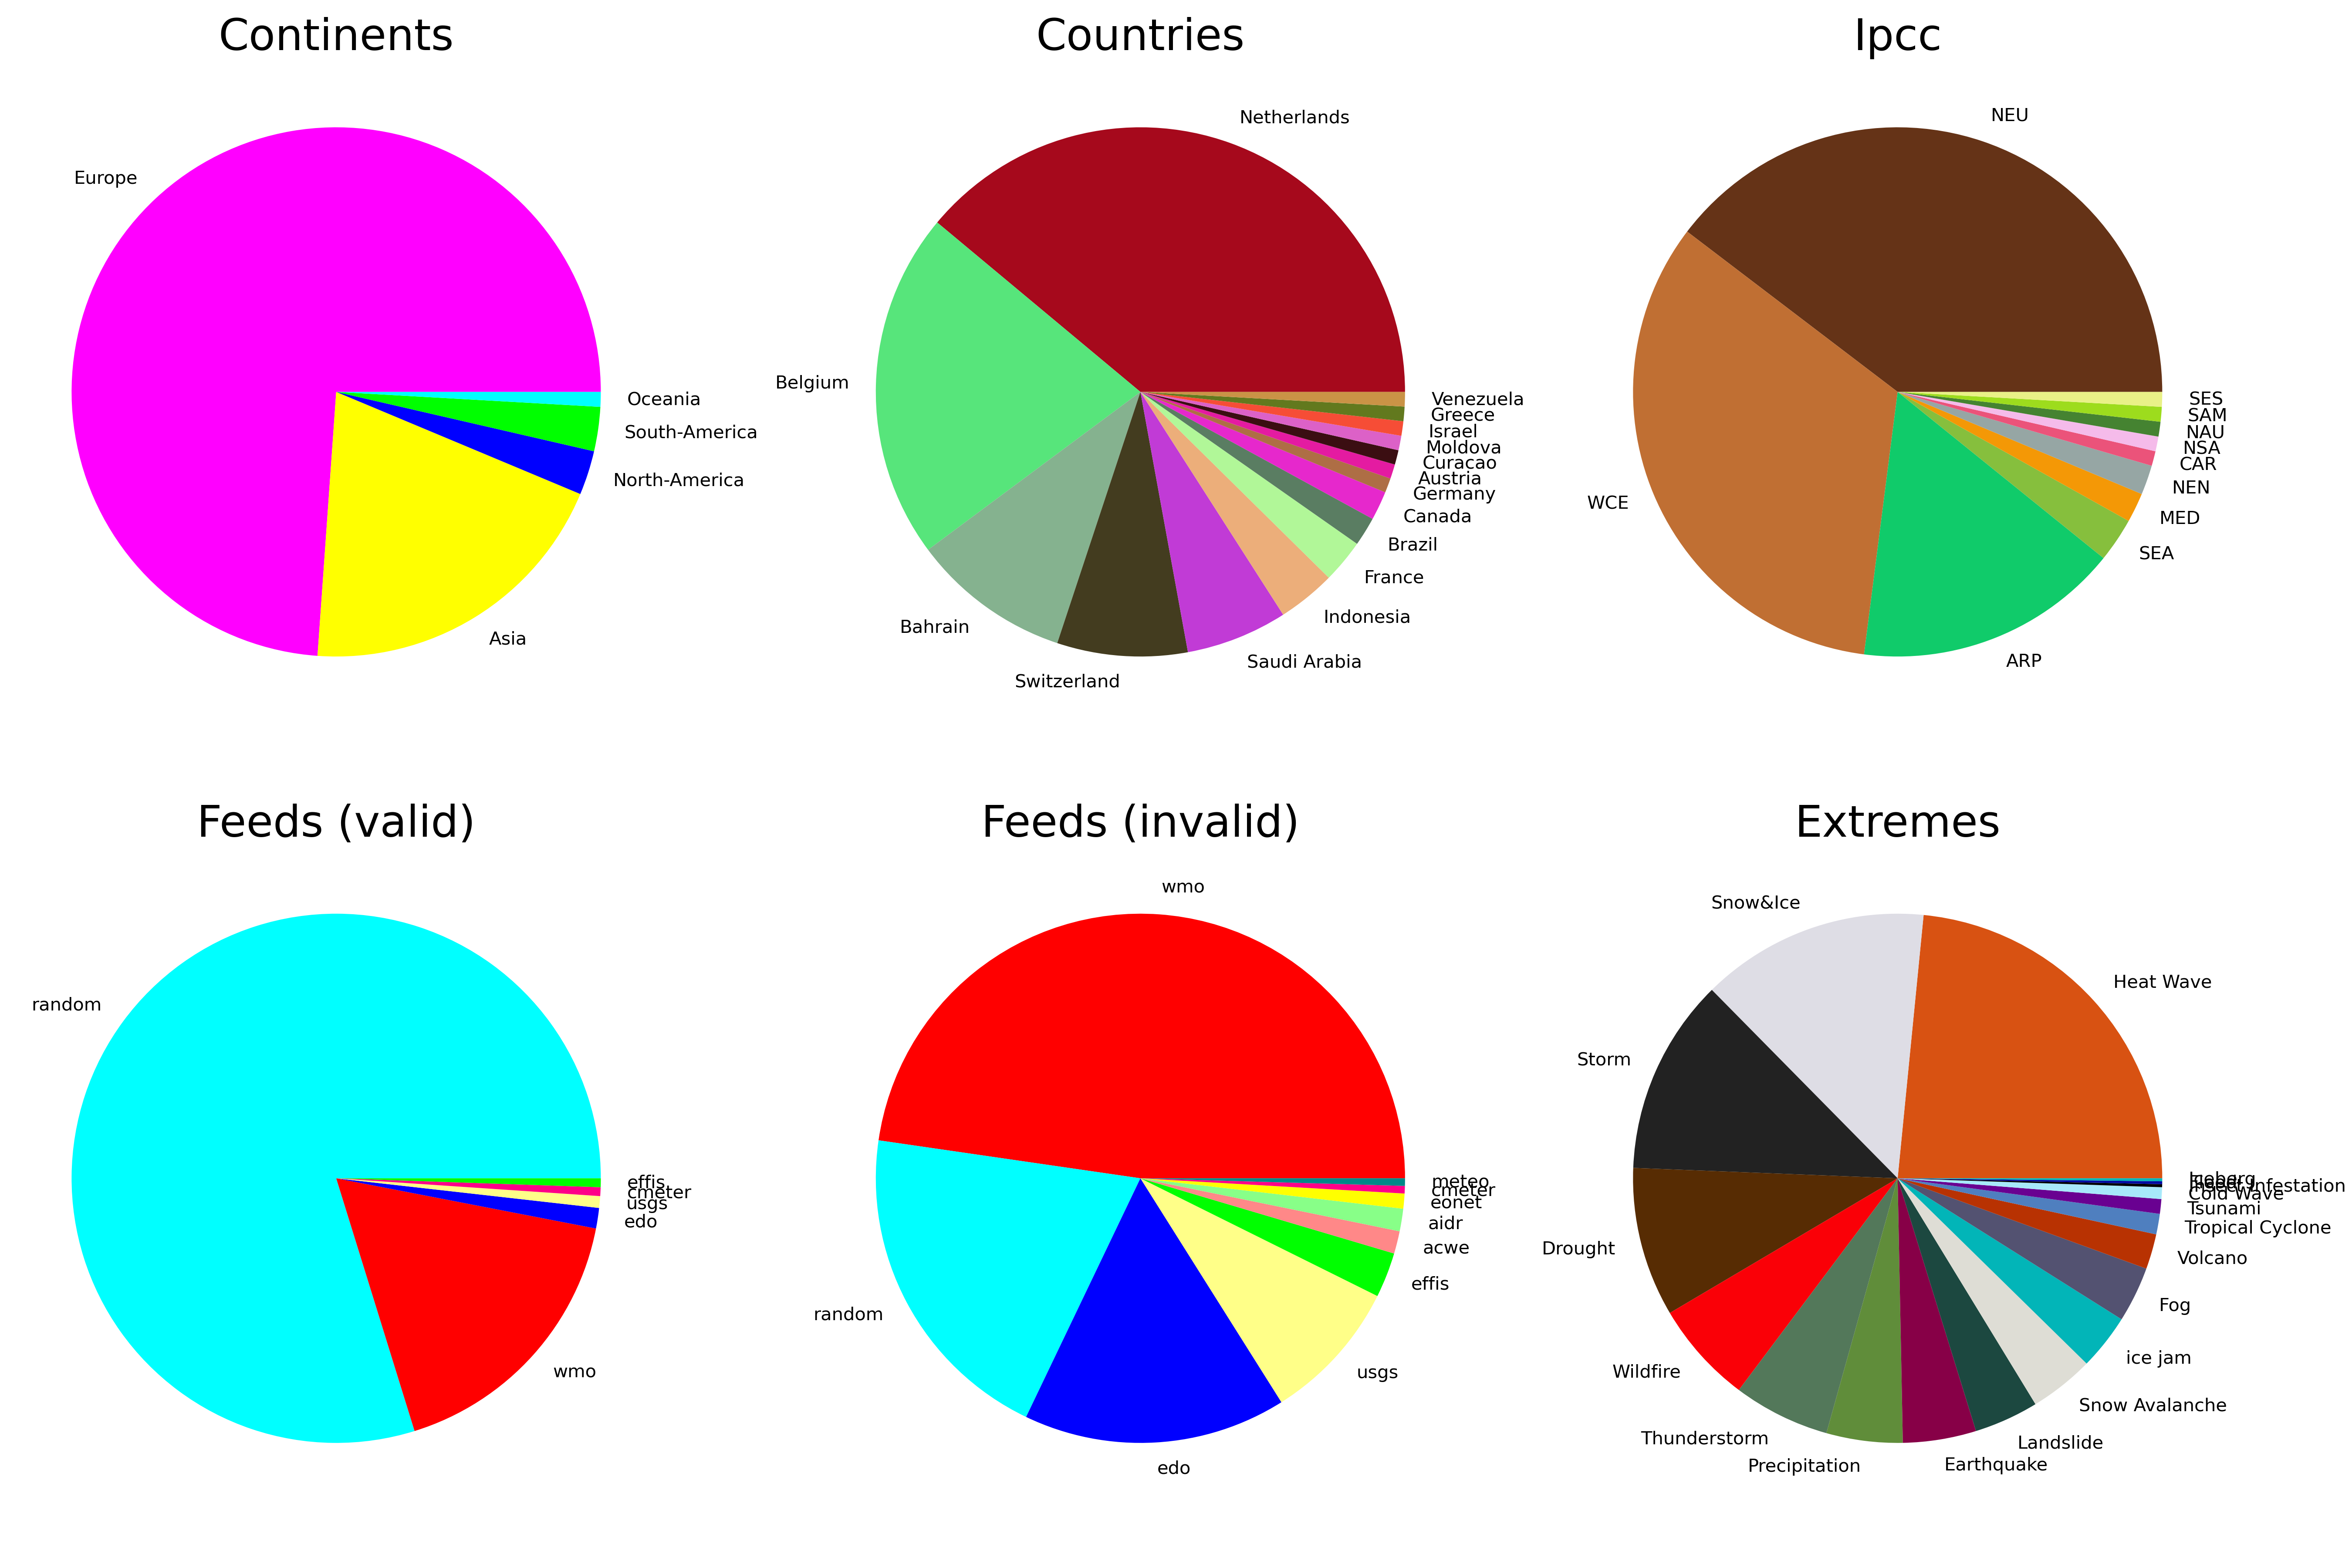 Continents
Europe
Oceania
South-America
North-America
Asia
Countries
Netherlands
Belgium
Venezuela
Greece
Israel
Moldova
Curacao
Austria
Germany
Canada
Brazil
France
Indonesia
Bahrain
Saudi Arabia
Switzerland
Ipcc
NEU
WCE
SES
SAM
NAU
NSA
CAR
NEN
MED
SEA
ARP
Feeds (valid)
random
effis
cmeter
usgs
edo
wmo
Feeds (invalid)
wmo
random
meteo
cmeter
eonet
aidr
acwe
effis
usgs
edo
Extremes
Snow&Ice
Heat Wave
Storm
Drought
Iceberg
Insect Infestation
Cold Wave
Tsunami
Tropical Cyclone
Volcano
Fog
ice jam
Wildfire
Snow Avalanche
Thunderstorm
Landslide
Precipitation
Earthquake